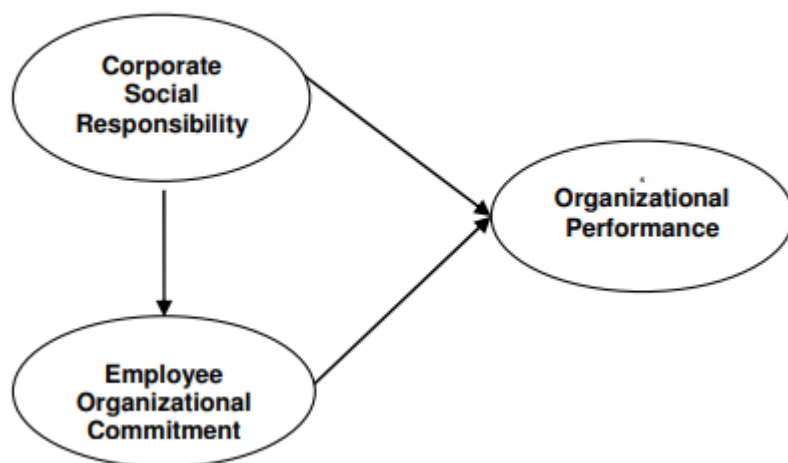 Corporate
Social
Responsibility
Organizational
Performance
Employee
Organizational
Commitment